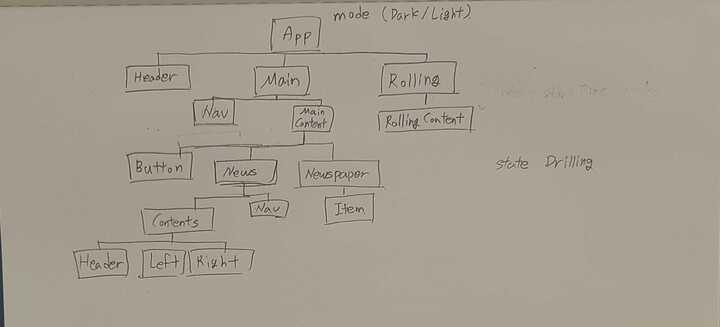 mode (Dark/Light)
App
Header
Main
Rolling
Nav
Main
Content
Rolling Content
Button
News
Newspaper
state Drilling
Contents
Nav
Item
Header
Left
Right